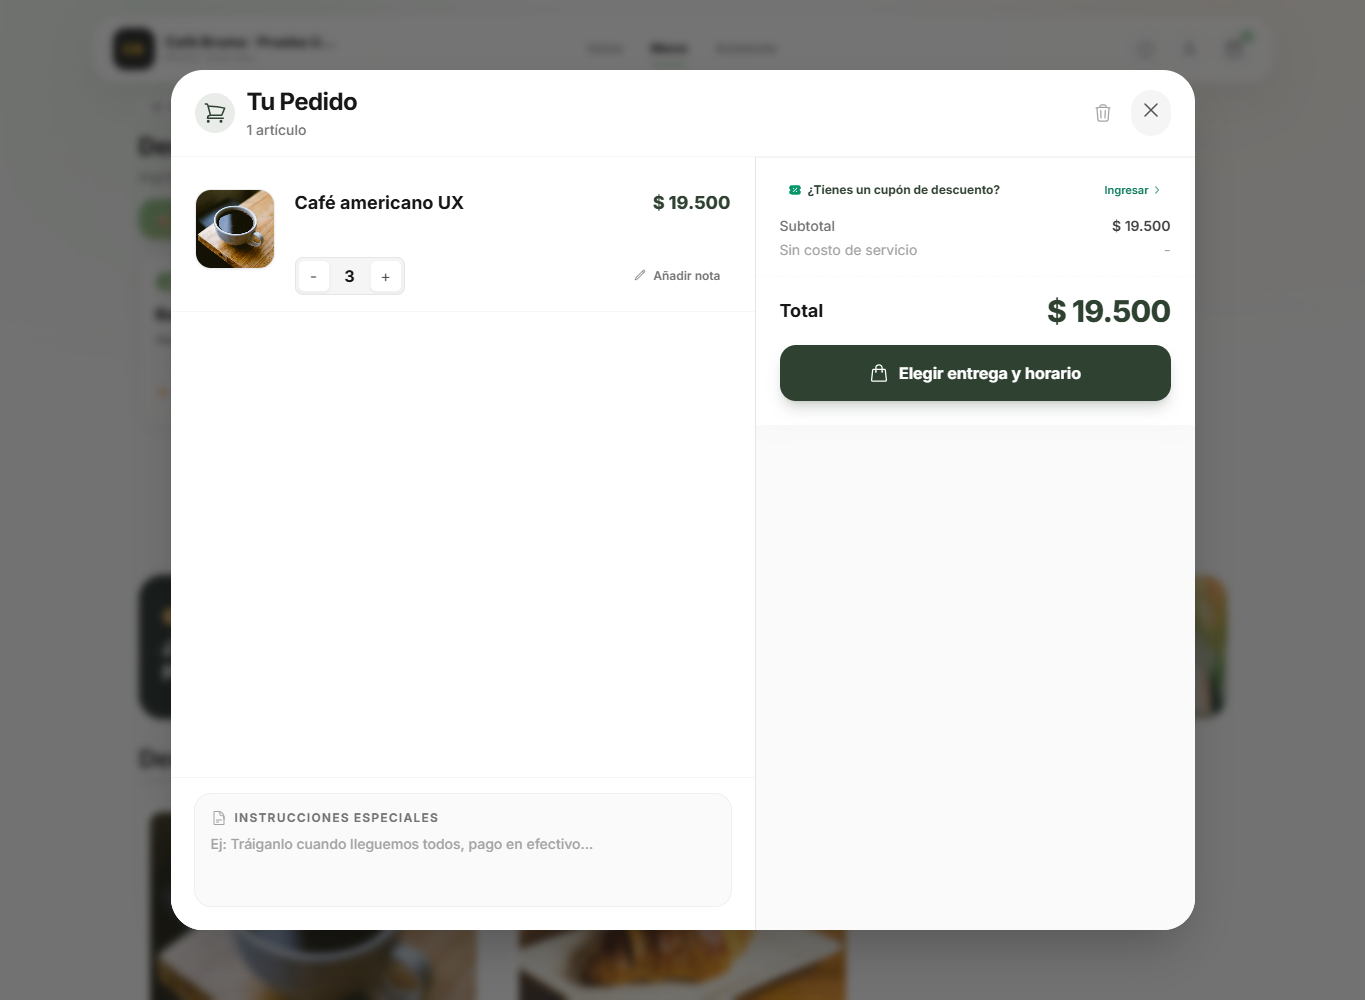 Tu Pedido
1 artículo
Café americano UX
$ 19.500
- 3 +
Añadir nota
¿Tienes un cupón de descuento?
Ingresar
Subtotal
$ 19.500
Sin costo de servicio
-
Total
$ 19.500
Elegir entrega y horario
INSTRUCCIONES ESPECIALES
Ej: Tráiganlo cuando lleguemos todos, pago en efectivo...